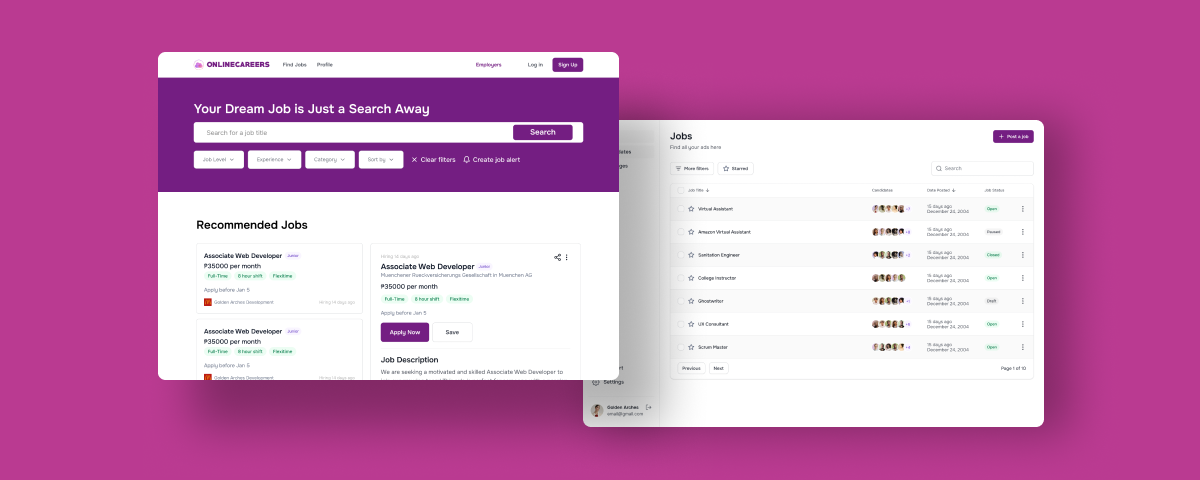 ONLINECAREERS
Find Jobs
Profile
Employers
Log in
Sign Up
Your Dream Job is Just a Search Away
Search for a job title
Search
Job Level
Experience
Category
Sort by
Clear filters
Create job alert
Recommended Jobs
Associate Web Developer Junior
₱35000 per month
Full-Time 8 hour shift Flexitime
Apply before Jan 5
Golden Arches Development Hiring 14 days ago
Associate Web Developer Junior
₱35000 per month
Full-Time 8 hour shift Flexitime
Apply before Jan 5
Golden Arches Development Hiring 14 days ago
Hiring 14 days ago
Associate Web Developer Junior
Muenchener Rueckversicherungs Gesellschaft in Muenchen AG
₱35000 per month
Full-Time 8 hour shift Flexitime
Apply before Jan 5
Apply Now
Save
Job Description
We are seeking a motivated and skilled Associate Web Developer to
Jobs
Find all your ads here
Post a job
More filters
Starred
Search
Job Title Candidates Date Posted Job Status
Virtual Assistant 15 days ago Open
December 24, 2004
Amazon Virtual Assistant 15 days ago Paused
December 24, 2004
Sanitation Engineer 15 days ago Closed
December 24, 2004
College Instructor 15 days ago Open
December 24, 2004
Ghostwriter 15 days ago Draft
December 24, 2004
UX Consultant 15 days ago Open
December 24, 2004
Scrum Master 15 days ago Open
December 24, 2004
Previous
Next
Page 1 of 10
Settings
Golden Arches
email@gmail.com